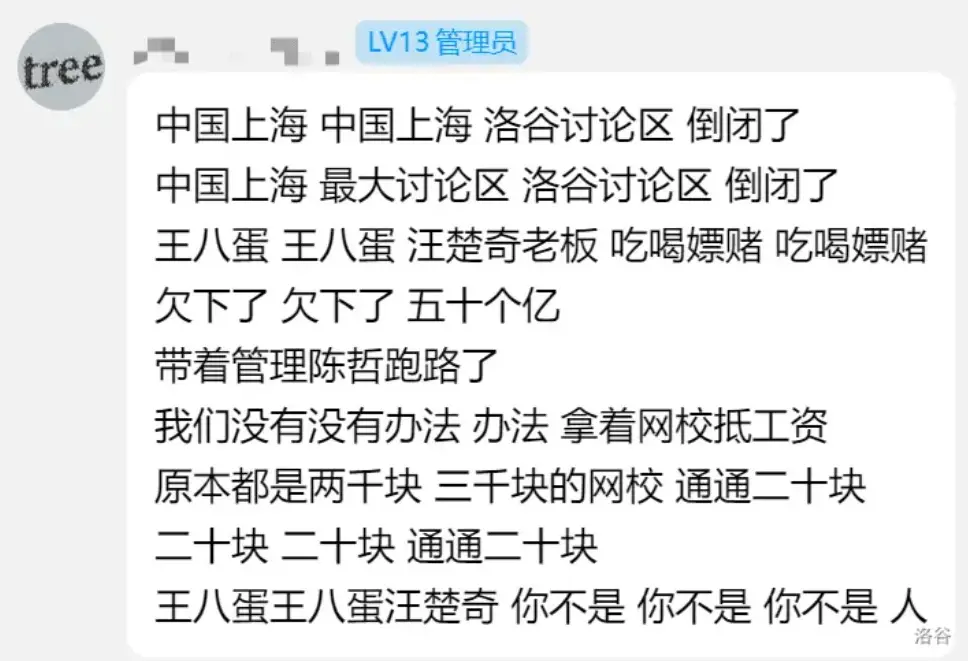 tree
LV13 管理员
中国上海 中国上海 洛谷讨论区 倒闭了
中国上海 最大讨论区 洛谷讨论区 倒闭了
王八蛋 王八蛋 汪楚奇老板 吃喝嫖赌 吃喝嫖赌
欠下了 欠下了 五十个亿
带着管理陈哲跑路了
我们没有没有办法 办法 拿着网校抵工资
原本都是两千块 三千块的网校 通通二十块
二十块 二十块 通通二十块
王八蛋王八蛋汪楚奇 你不是 你不是 你不是 人
洛谷